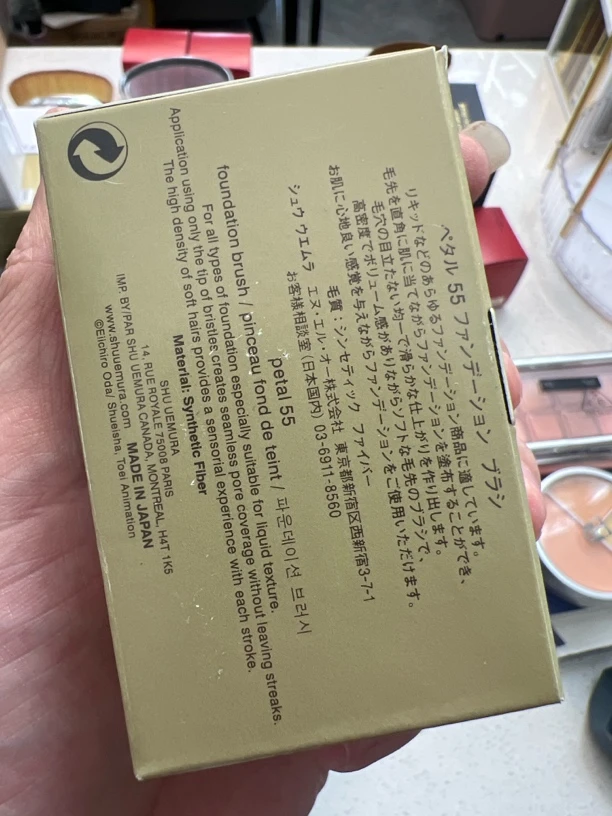 ペタル 55 ファンデーション ブラシ
リキッドなどのあらゆるファンデーション商品に適しています。
毛先を直角に肌に当てながらファンデーションを塗布することができ、
毛穴の目立たない均一で滑らかな仕上がりを作り出します。
高密度でボリューム感がありながらソフトな毛先のブラシで、
お肌に心地良い感覚を与えながらファンデーションをご使用いただけます。
毛質：シンセティック ファイバー
シュウ ウエムラ エヌ・エル・オー株式会社 東京都新宿区西新宿3-7-1
お客様相談室(日本国内) 03-6911-8560
petal 55
foundation brush / pinceau fond de teint / 파운데이션 브러시
For all types of foundation especially suitable for liquid texture.
Application using only the tip of bristles creates seamless pore coverage without leaving streaks.
The high density of soft hairs provides a sensorial experience with each stroke.
Material: Synthetic Fiber
SHU UEMURA
14, RUE ROYALE 75008 PARIS
IMP. BY/PAR SHU UEMURA CANADA, MONTREAL, H4T 1K5
www.shuuemura.com MADE IN JAPAN
©Eiichiro Oda/ Shueisha, Toei Animation